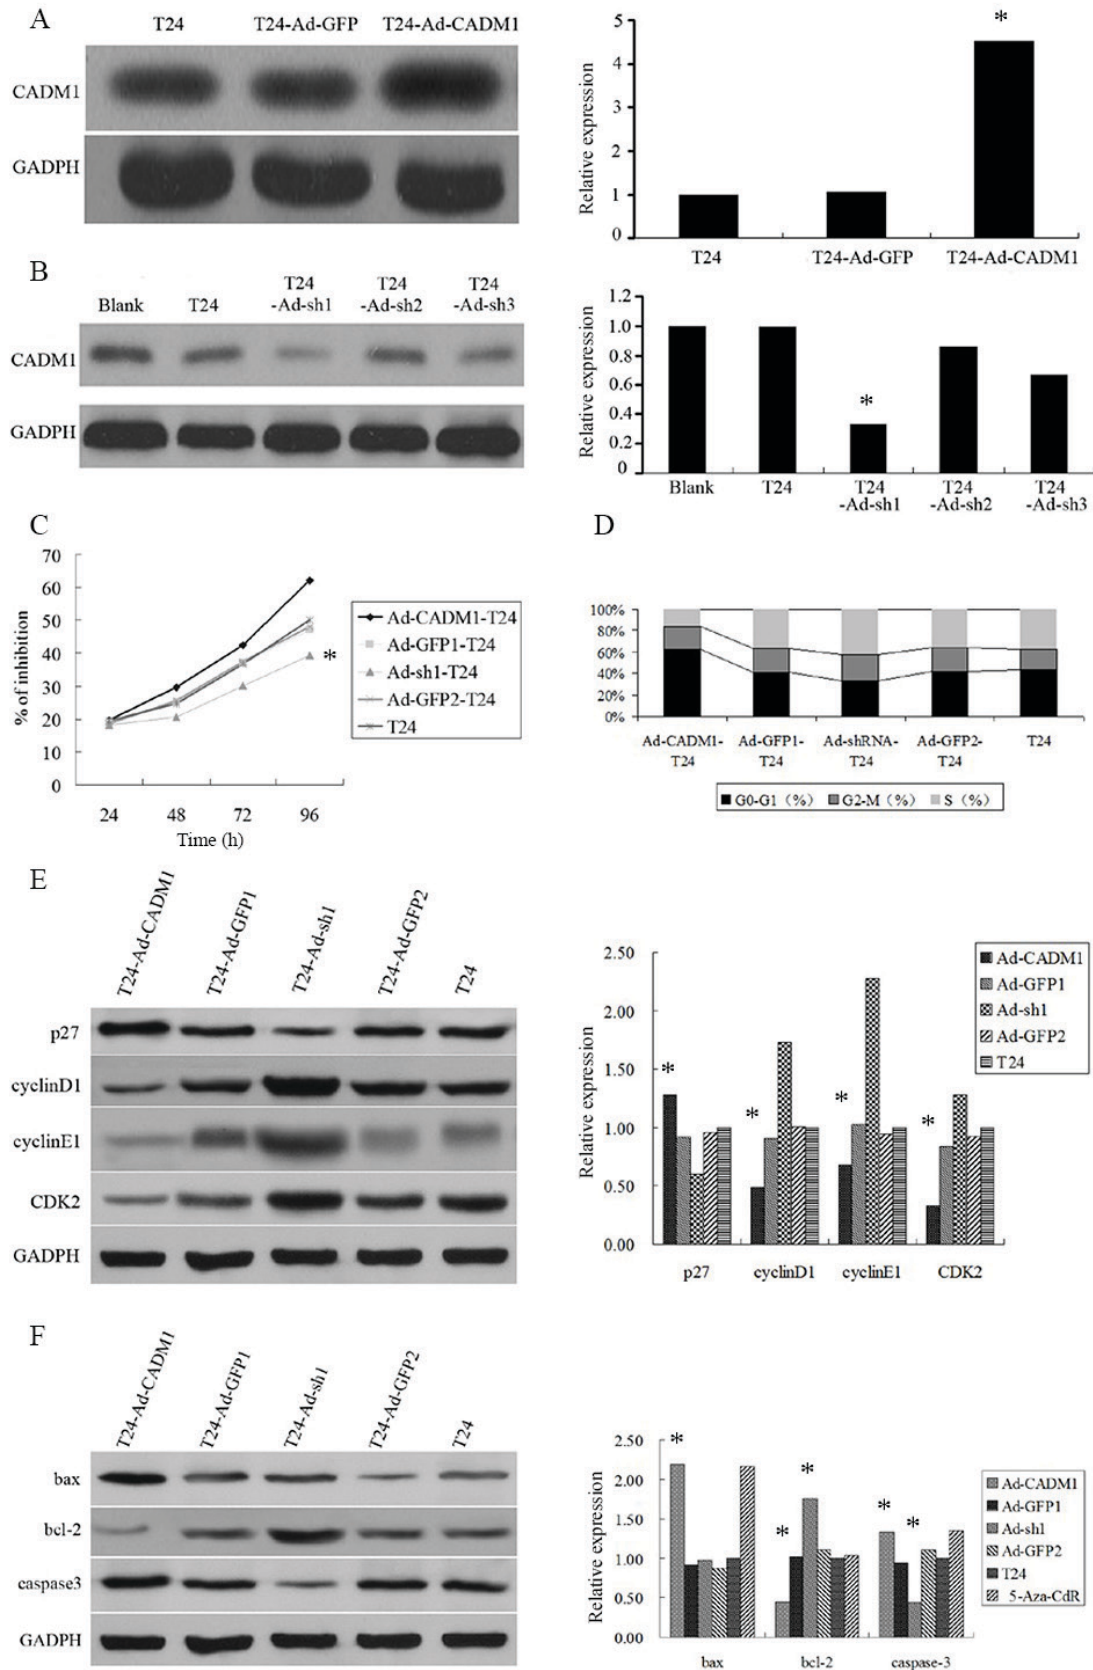 A
T24 T24-Ad-GFP T24-Ad-CADM1
CADM1
GADPH
Relative expression
5
4
3
2
1
0
*
T24 T24-Ad-GFP T24-Ad-CADM1
B
Blank T24 T24 -Ad-sh1 T24 -Ad-sh2 T24 -Ad-sh3
CADM1
GADPH
Relative expression
1.2
1.0
0.8
0.6
0.4
0.2
0
*
Blank T24 T24 T24 T24
-Ad-sh1 -Ad-sh2 -Ad-sh3
C
% of inhibition
70
60
50
40
30
20
10
0
*
24 48 72 96
Time (h)
Ad-CADM1-T24
Ad-GFP1-T24
Ad-sh1-T24
Ad-GFP2-T24
T24
D
100%
80%
60%
40%
20%
0%
Ad-CADM1- Ad-GFP1- Ad-shRNA- Ad-GFP2- T24
T24 T24 T24 T24
G0-G1 (%) G2-M (%) S (%)
E
T24-Ad-CADM1
T24-Ad-GFP1
T24-Ad-sh1
T24-Ad-GFP2
T24
p27
cyclinD1
cyclinE1
CDK2
GADPH
Relative expression
2.50
2.00
1.50
1.00
0.50
0.00
* * * *
p27 cyclinD1 cyclinE1 CDK2
Ad-CADM1
Ad-GFP1
Ad-sh1
Ad-GFP2
T24
F
T24-Ad-CADM1
T24-Ad-GFP1
T24-Ad-sh1
T24-Ad-GFP2
T24
bax
bcl-2
caspase3
GADPH
Relative expression
2.50
2.00
1.50
1.00
0.50
0.00
* * * * *
bax bcl-2 caspase-3
Ad-CADM1
Ad-GFP1
Ad-sh1
Ad-GFP2
T24
5-Aza-CdR